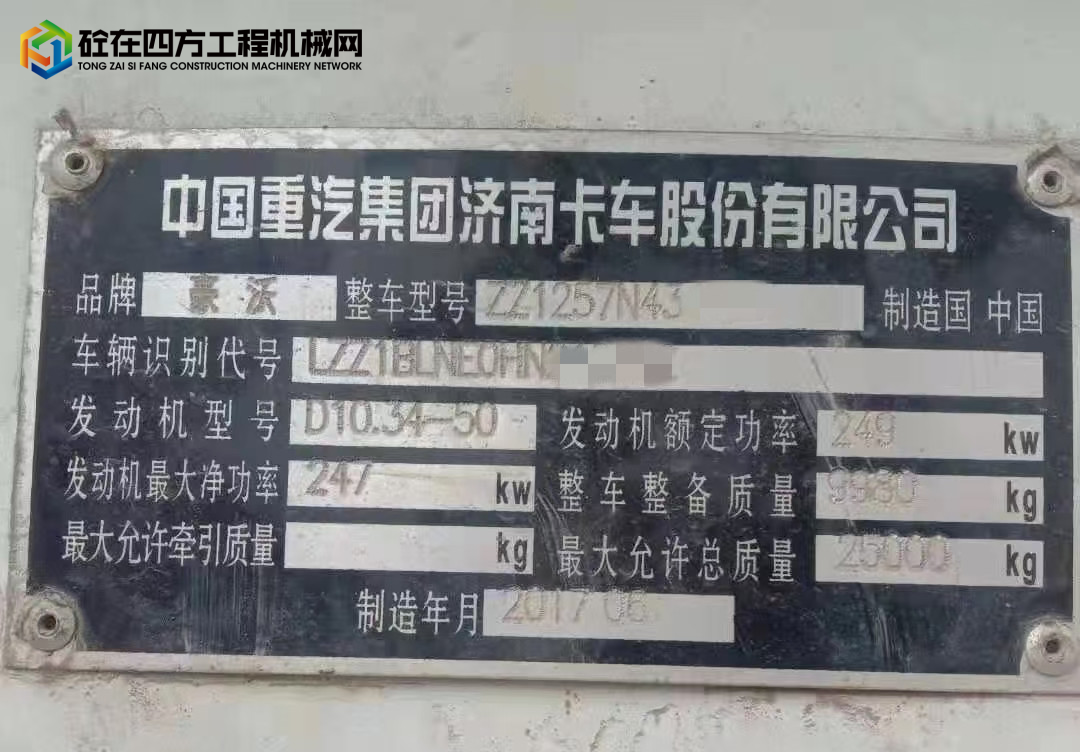 砼在四方工程机械网
TONG ZAI SI FANG CONSTRUCTION MACHINERY NETWORK
中国重汽集团济南卡车股份有限公司
品牌 豪沃 整车型号 ZZ1257N43 制造国 中国
车辆识别代号 LZZ1BLNE0HN
发动机型号 D10.34-50 发动机额定功率 249 kw
发动机最大净功率 247 kw 整车整备质量 9980 kg
最大允许牵引质量 kg 最大允许总质量 25000 kg
制造年月 2017 06